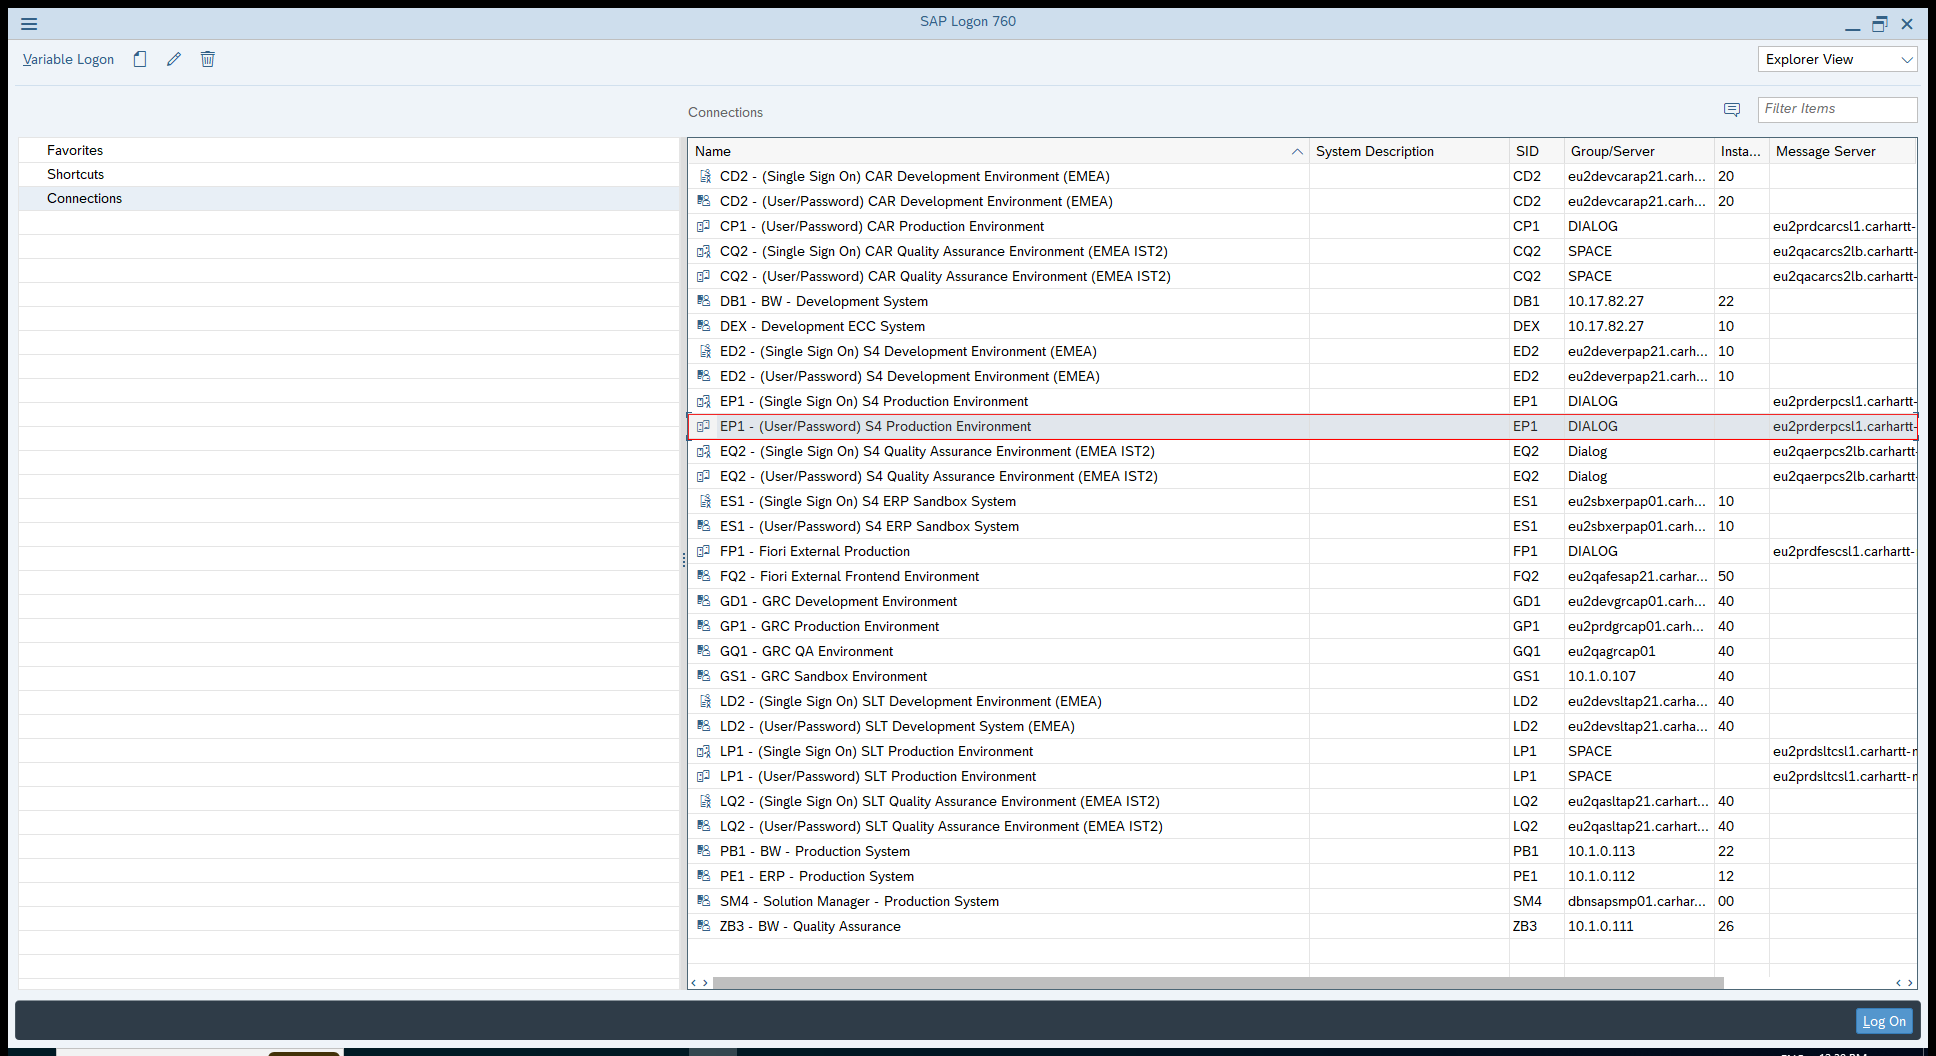 SAP Logon 760
Variable Logon
Explorer View
Connections
Filter Items
Favorites
Shortcuts
Connections
Name System Description SID Group/Server Insta... Message Server
CD2 - (Single Sign On) CAR Development Environment (EMEA) CD2 eu2devcarap21.carh... 20
CD2 - (User/Password) CAR Development Environment (EMEA) CD2 eu2devcarap21.carh... 20
CP1 - (User/Password) CAR Production Environment CP1 DIALOG eu2prdcarcsl1.carhartt-
CQ2 - (Single Sign On) CAR Quality Assurance Environment (EMEA IST2) CQ2 SPACE eu2qacarcs2lb.carhartt-
CQ2 - (User/Password) CAR Quality Assurance Environment (EMEA IST2) CQ2 SPACE eu2qacarcs2lb.carhartt-
DB1 - BW - Development System DB1 10.17.82.27 22
DEX - Development ECC System DEX 10.17.82.27 10
ED2 - (Single Sign On) S4 Development Environment (EMEA) ED2 eu2deverpap21.carh... 10
ED2 - (User/Password) S4 Development Environment (EMEA) ED2 eu2deverpap21.carh... 10
EP1 - (Single Sign On) S4 Production Environment EP1 DIALOG eu2prderpcsl1.carhartt-
EP1 - (User/Password) S4 Production Environment EP1 DIALOG eu2prderpcsl1.carhartt-
EQ2 - (Single Sign On) S4 Quality Assurance Environment (EMEA IST2) EQ2 Dialog eu2qaerpcs2lb.carhartt-
EQ2 - (User/Password) S4 Quality Assurance Environment (EMEA IST2) EQ2 Dialog eu2qaerpcs2lb.carhartt-
ES1 - (Single Sign On) S4 ERP Sandbox System ES1 eu2sbxerpap01.carh... 10
ES1 - (User/Password) S4 ERP Sandbox System ES1 eu2sbxerpap01.carh... 10
FP1 - Fiori External Production FP1 DIALOG eu2prdfescsl1.carhartt-
FQ2 - Fiori External Frontend Environment FQ2 eu2qafesap21.carhar... 50
GD1 - GRC Development Environment GD1 eu2devgrcap01.carh... 40
GP1 - GRC Production Environment GP1 eu2prdgrcap01.carh... 40
GQ1 - GRC QA Environment GQ1 eu2qagrcap01 40
GS1 - GRC Sandbox Environment GS1 10.1.0.107 40
LD2 - (Single Sign On) SLT Development Environment (EMEA) LD2 eu2devsltap21.carha... 40
LD2 - (User/Password) SLT Development System (EMEA) LD2 eu2devsltap21.carha... 40
LP1 - (Single Sign On) SLT Production Environment LP1 SPACE eu2prdsltcsl1.carhartt-r
LP1 - (User/Password) SLT Production Environment LP1 SPACE eu2prdsltcsl1.carhartt-r
LQ2 - (Single Sign On) SLT Quality Assurance Environment (EMEA IST2) LQ2 eu2qasltap21.carhart... 40
LQ2 - (User/Password) SLT Quality Assurance Environment (EMEA IST2) LQ2 eu2qasltap21.carhart... 40
PB1 - BW - Production System PB1 10.1.0.113 22
PE1 - ERP - Production System PE1 10.1.0.112 12
SM4 - Solution Manager - Production System SM4 dbnsapsmp01.carhar... 00
ZB3 - BW - Quality Assurance ZB3 10.1.0.111 26
Log On